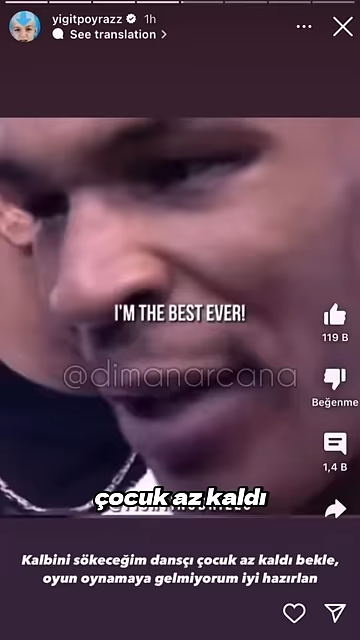 yigitpoyrazz 1h
See translation >
I'M THE BEST EVER!
119 B
@dimanarcana
Beğenme
1,4 B
çocuk az kaldı
Kalbini sökeceğim dansçı çocuk az kaldı bekle,
oyun oynamaya gelmiyorum iyi hazırlan